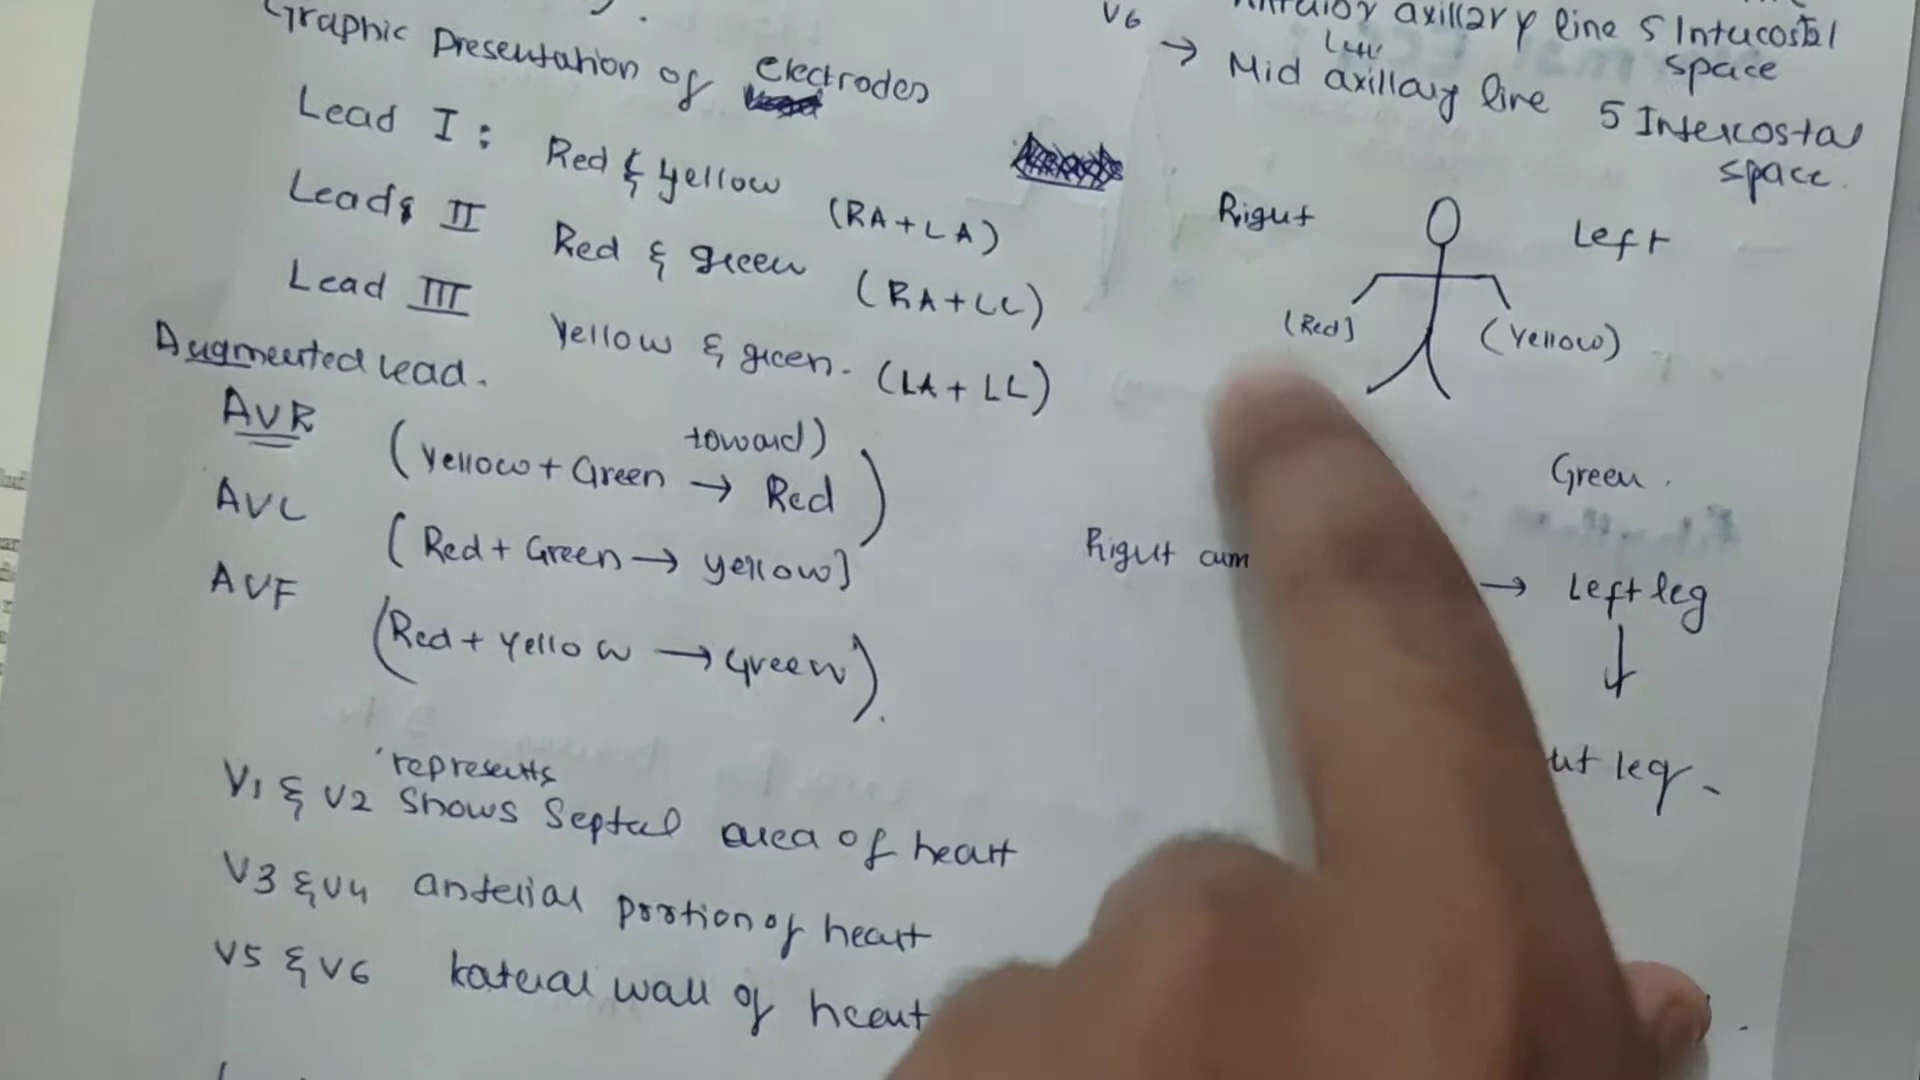 Graphic Presentation of electrodes
Lead I : Red & yellow (RA+LA)
Leads II Red & green (RA+LL)
Lead III yellow & green. (LA + LL)
Augmented lead.
AVR (yellow + Green → Red toward)
AVL (Red + Green → yellow)
AVF (Red + yellow → Green).
V1 & V2 represents shows Septal area of heart
V3 & V4 anterial portion of heart
V5 & V6 Lateral wall of heart
axillary line 5 Intercostal
space
V6 → Mid axillary line 5 Intercostal
space.
Right Left
(Red) (Yellow)
Green.
Right arm → Left leg
↓
leg